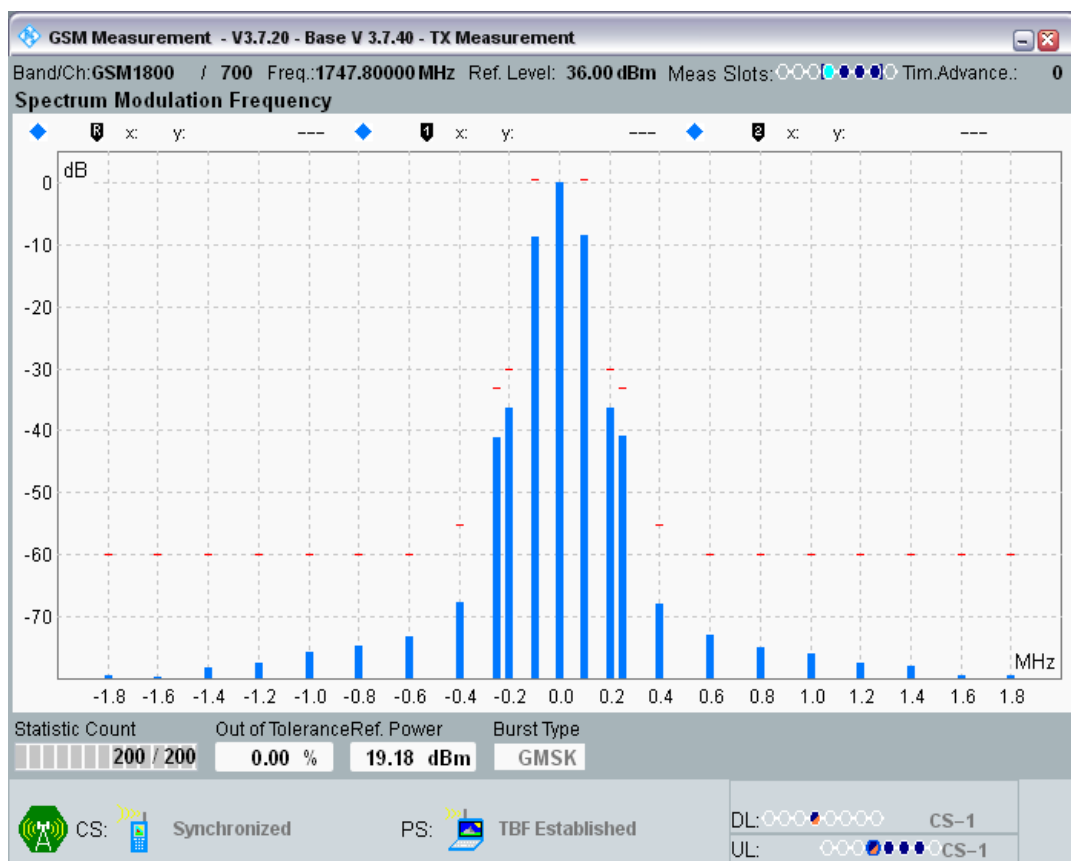 GSM Measurement - V3.7.20 - Base V 3.7.40 - TX Measurement
Band/Ch:GSM1800 / 700 Freq.:1747.80000 MHz Ref. Level: 36.00 dBm Meas Slots: Tim.Advance.: 0
Spectrum Modulation Frequency
R x: y: --- 1 x: y: --- 2 x: y: ---
dB
0
-10
-20
-30
-40
-50
-60
-70
MHz
-1.8 -1.6 -1.4 -1.2 -1.0 -0.8 -0.6 -0.4 -0.2 0.0 0.2 0.4 0.6 0.8 1.0 1.2 1.4 1.6 1.8
Statistic Count Out of Tolerance Ref. Power Burst Type
200 / 200 0.00 % 19.18 dBm GMSK
CS: Synchronized PS: TBF Established
DL: CS-1
UL: CS-1